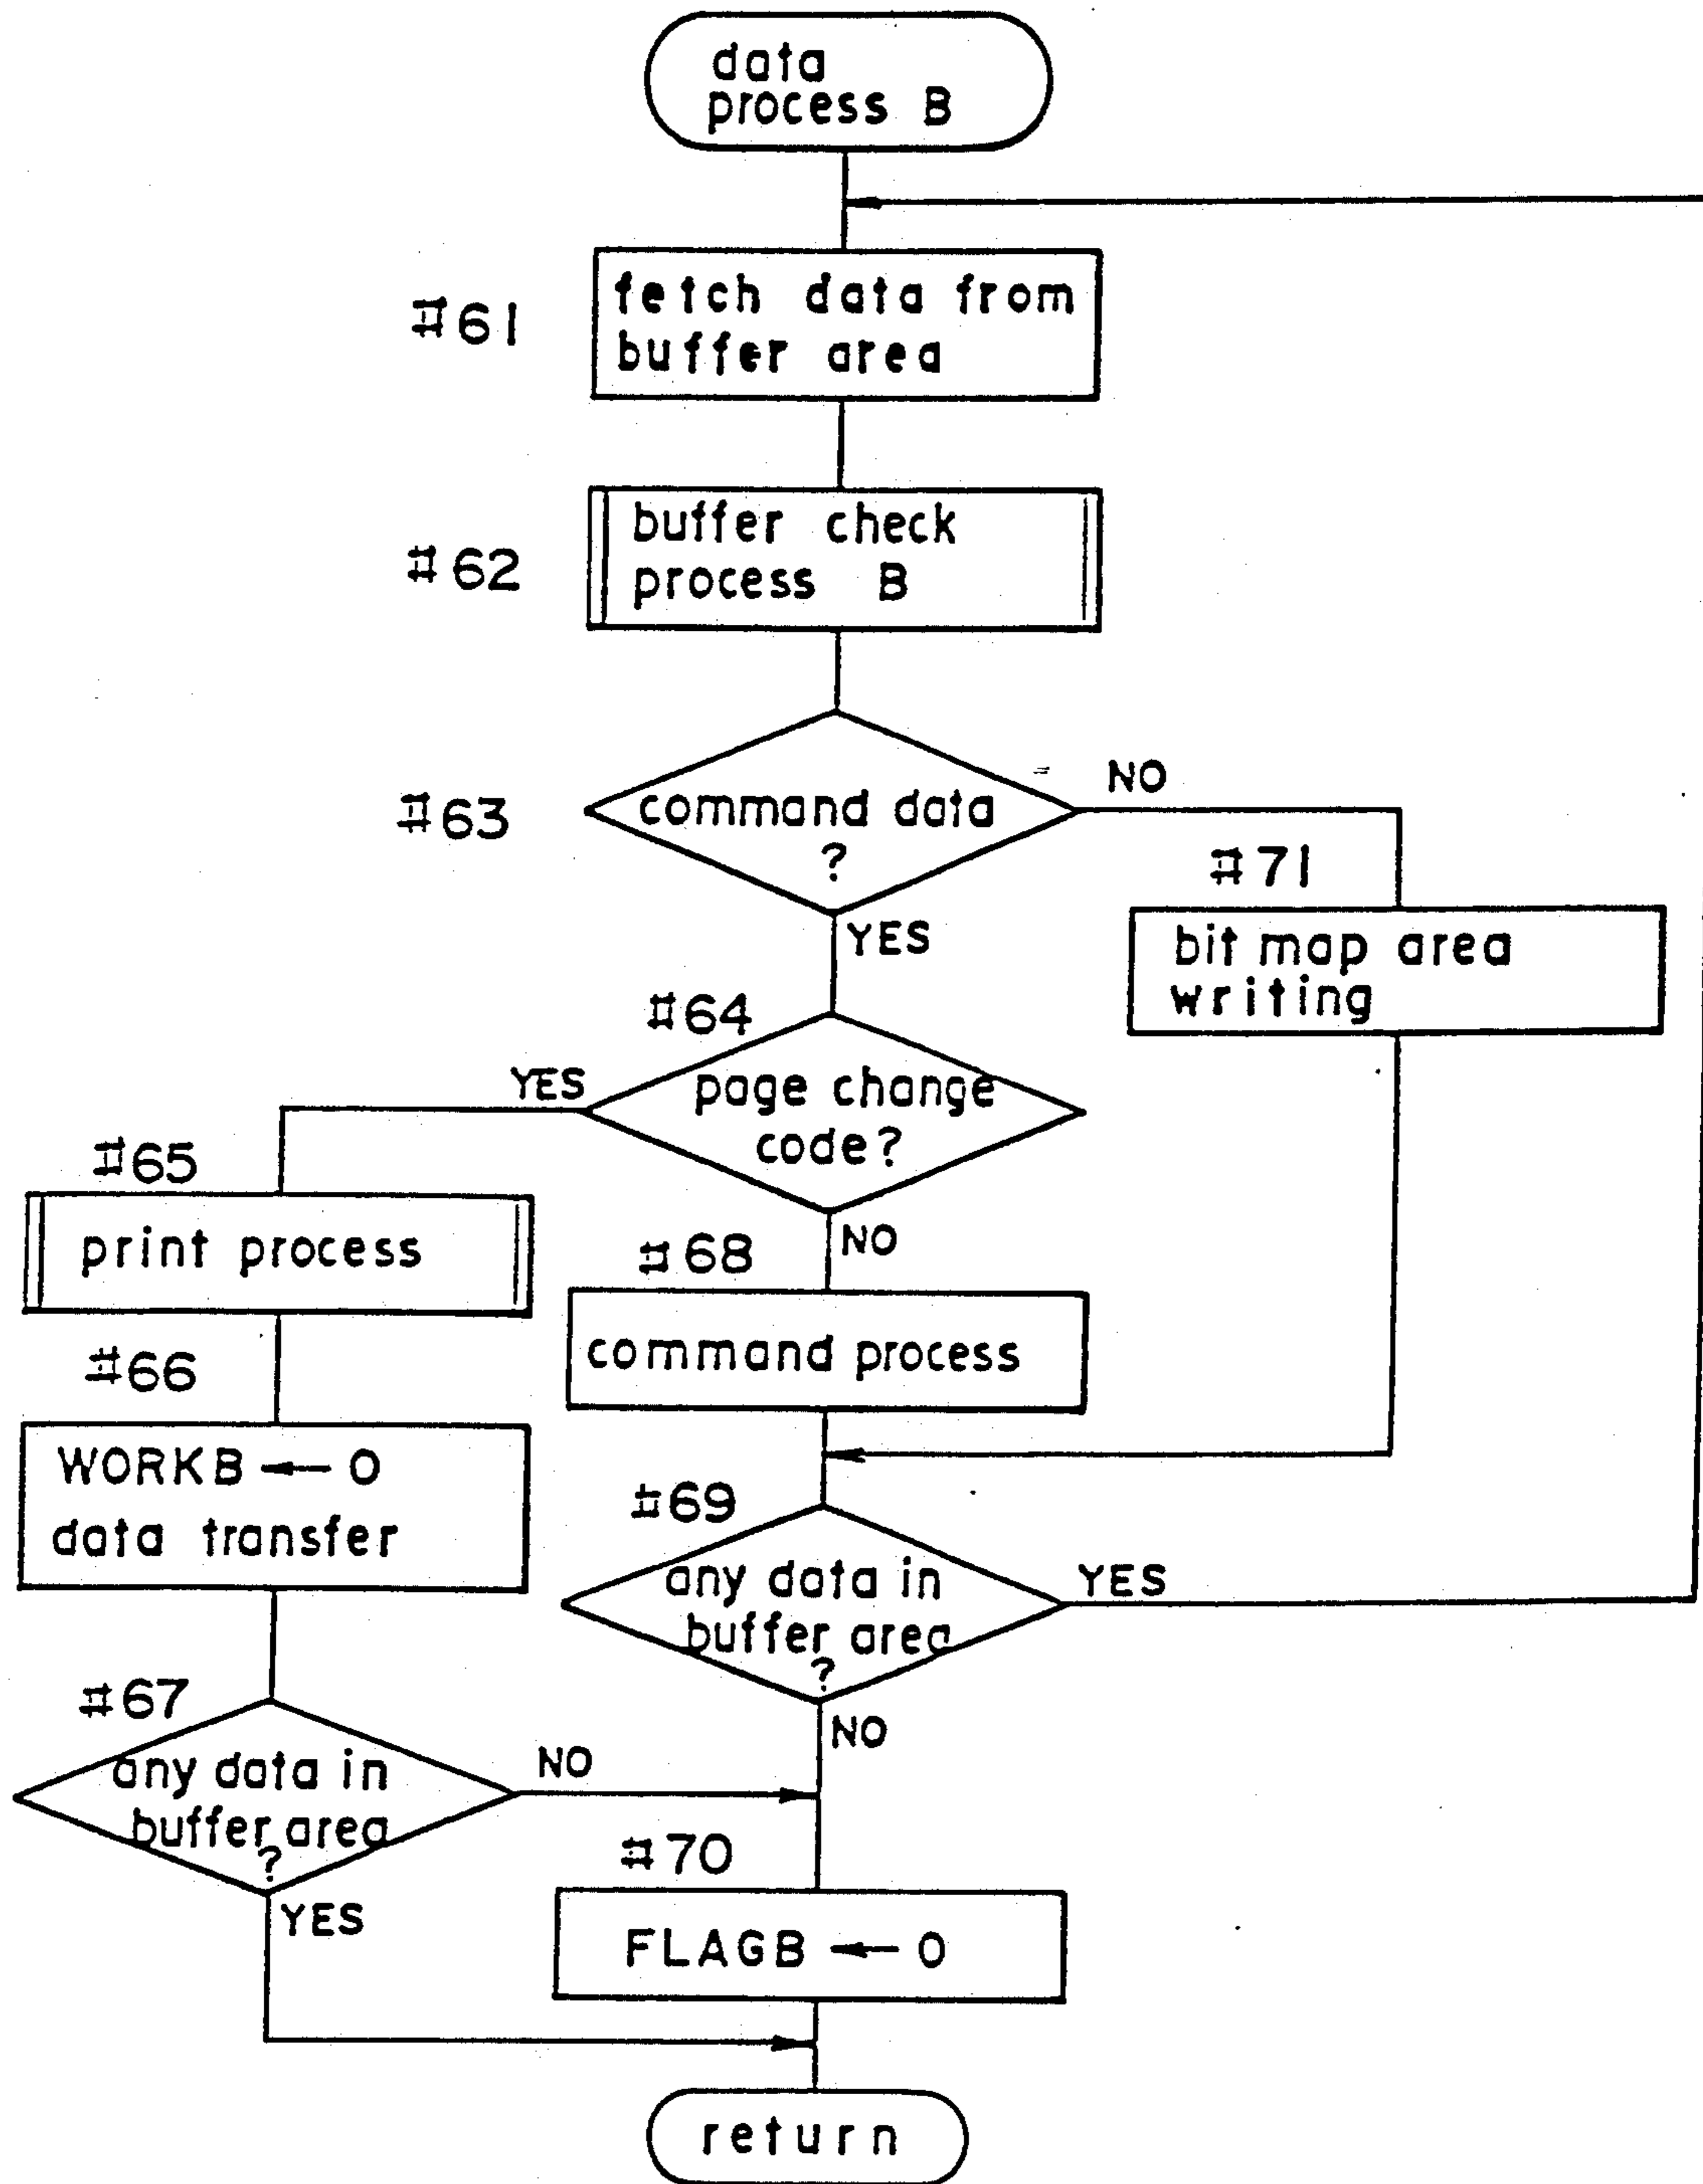 data
process B
#61
fetch data from
buffer area
#62
buffer check
process B
#63
command data
?
NO
YES
#71
bit map area
writing
#64
page change
code?
YES
NO
#65
print process
#68
command process
#66
WORKB ← 0
data transfer
#69
any data in
buffer area
?
YES
NO
#67
any data in
buffer area
?
NO
YES
#70
FLAGB ← 0
return